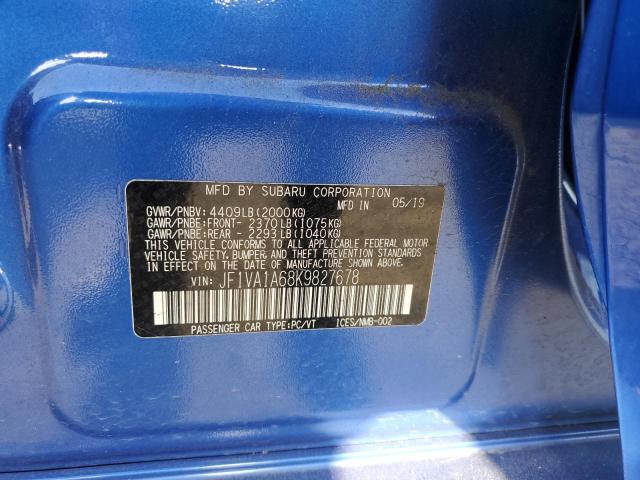 MFD BY SUBARU CORPORATION
GVWR/PNBV: 4409LB(2000KG) MFD IN 05/19
GAWR/PNBE:FRONT- 2370LB(1075KG)
GAWR/PNBE:REAR - 2293LB(1040KG)
THIS VEHICLE CONFORMS TO ALL APPLICABLE FEDERAL MOTOR
VEHICLE SAFETY, BUMPER, AND THEFT PREVENTION STANDARDS
IN EFFECT ON THE DATE OF MANUFACTURE SHOWN ABOVE.
VIN: JF1VA1A68K9827678
PASSENGER CAR TYPE:PC/VT ICES/NMB-002